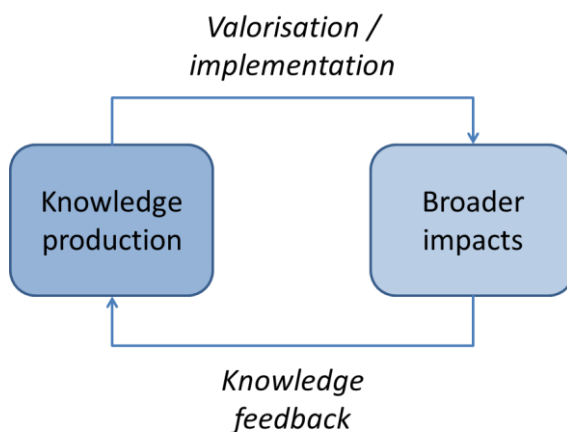 Valorisation /
implementation
Knowledge
production
Broader
impacts
Knowledge
feedback